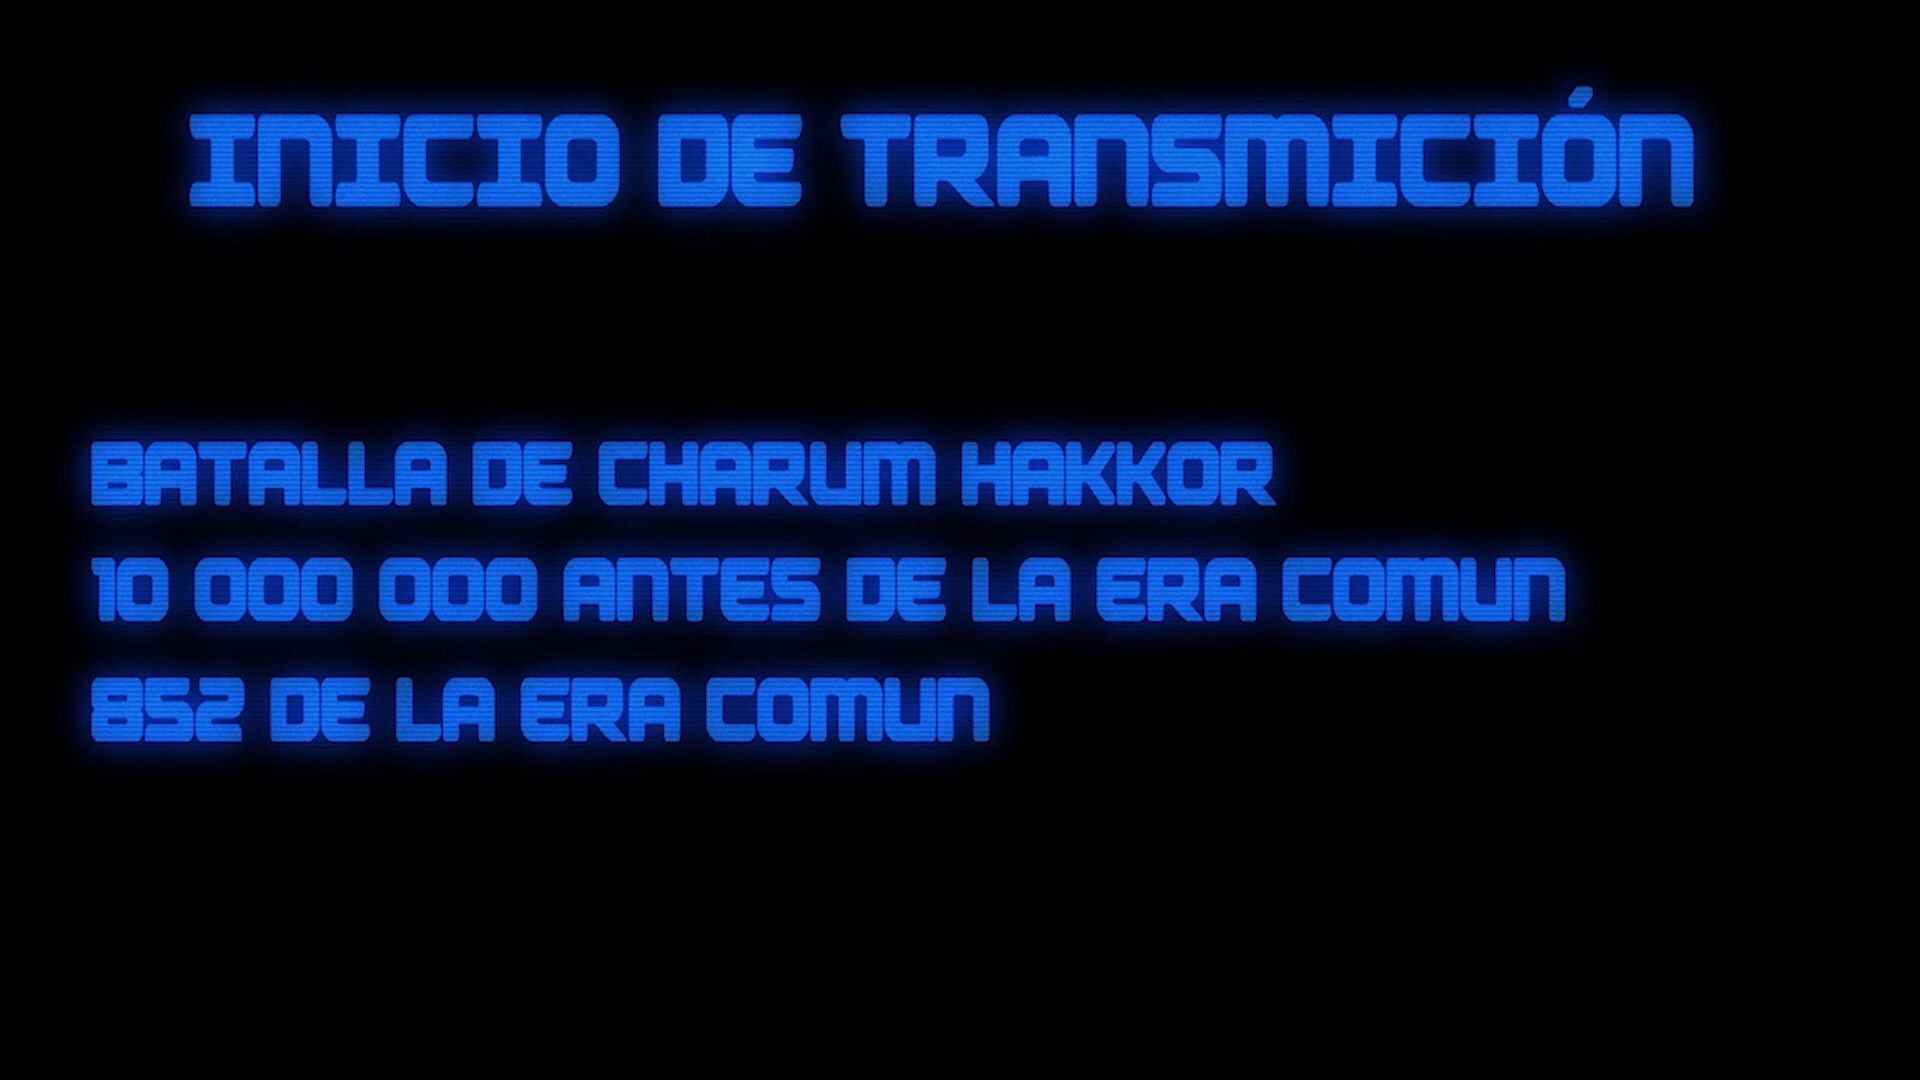 INICIO DE TRANSMICIÓN
BATALLA DE CHARUM HAKKOR
10 000 000 ANTES DE LA ERA COMUN
852 DE LA ERA COMUN